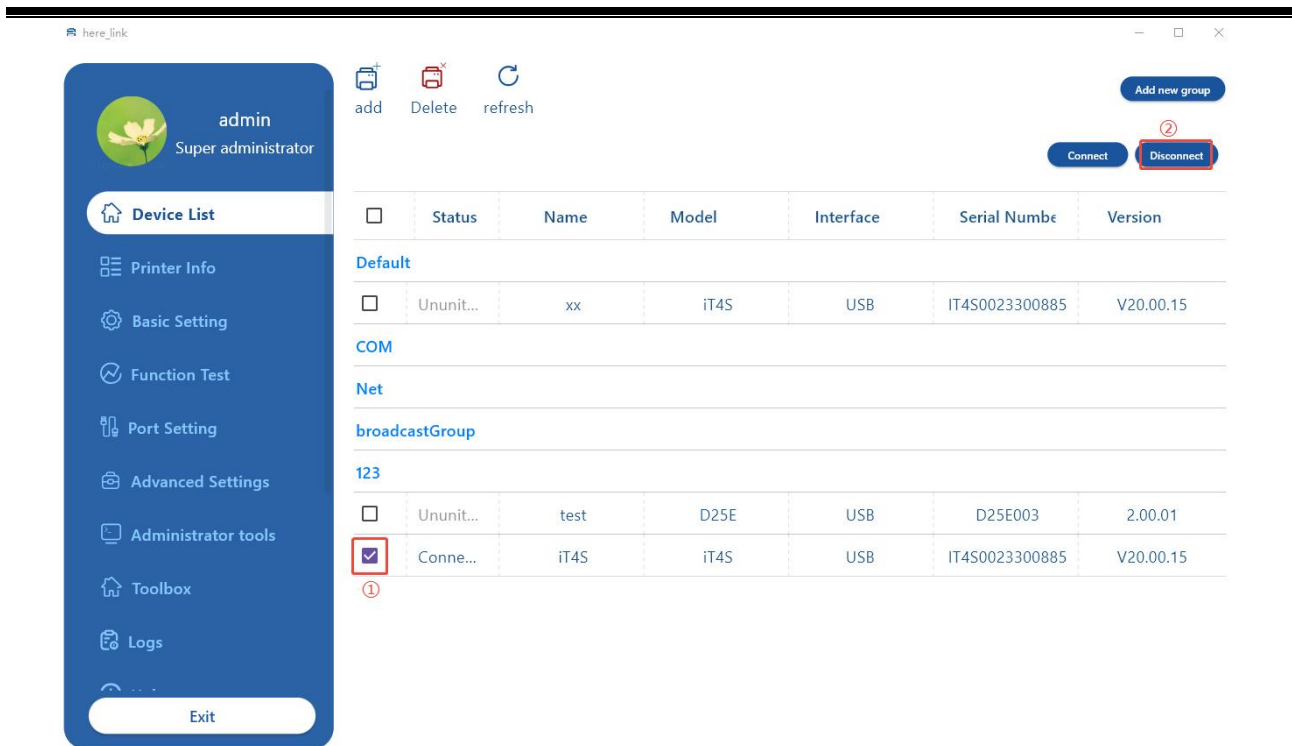 here_link
admin
Super administrator
Device List
Printer Info
Basic Setting
Function Test
Port Setting
Advanced Settings
Administrator tools
Toolbox
Logs
Exit
add Delete refresh
Add new group
②
Connect Disconnect
Status Name Model Interface Serial Numbe Version
Default
Ununit... xx iT4S USB IT4S0023300885 V20.00.15
COM
Net
broadcastGroup
123
Ununit... test D25E USB D25E003 2.00.01
Conne... iT4S iT4S USB IT4S0023300885 V20.00.15
①